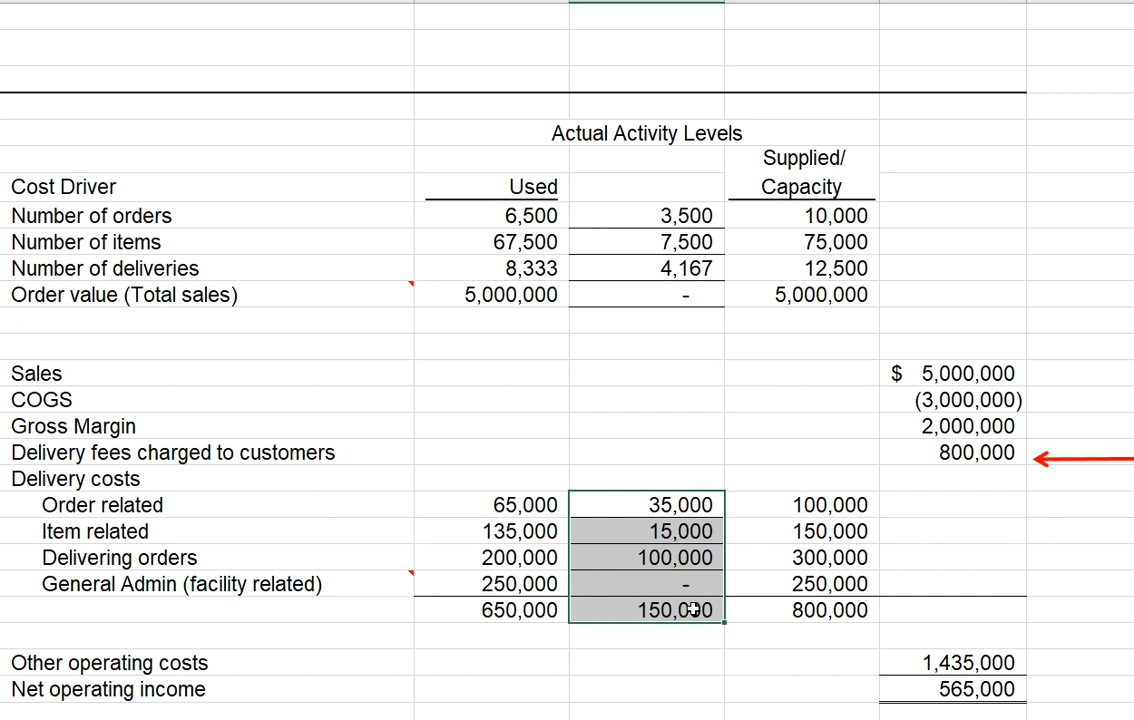 Actual Activity Levels
Supplied/
Cost Driver Used Capacity
Number of orders 6,500 3,500 10,000
Number of items 67,500 7,500 75,000
Number of deliveries 8,333 4,167 12,500
Order value (Total sales) 5,000,000 - 5,000,000
Sales $ 5,000,000
COGS (3,000,000)
Gross Margin 2,000,000
Delivery fees charged to customers 800,000
Delivery costs
Order related 65,000 35,000 100,000
Item related 135,000 15,000 150,000
Delivering orders 200,000 100,000 300,000
General Admin (facility related) 250,000 - 250,000
650,000 150,000 800,000
Other operating costs 1,435,000
Net operating income 565,000